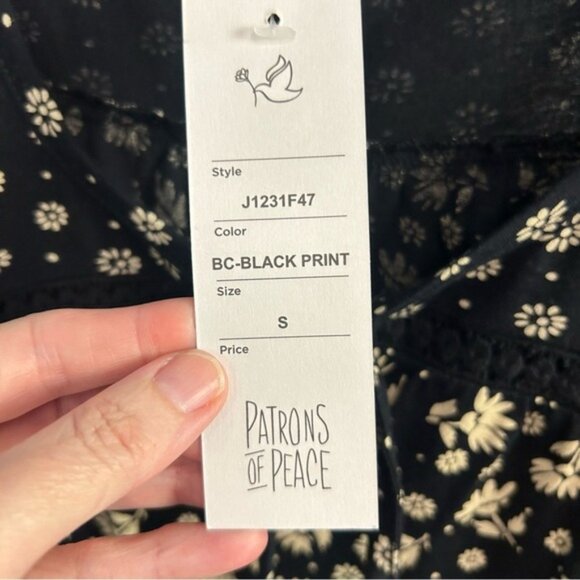 Style
J1231F47
Color
BC-BLACK PRINT
Size
S
Price
PATRONS
OF PEACE